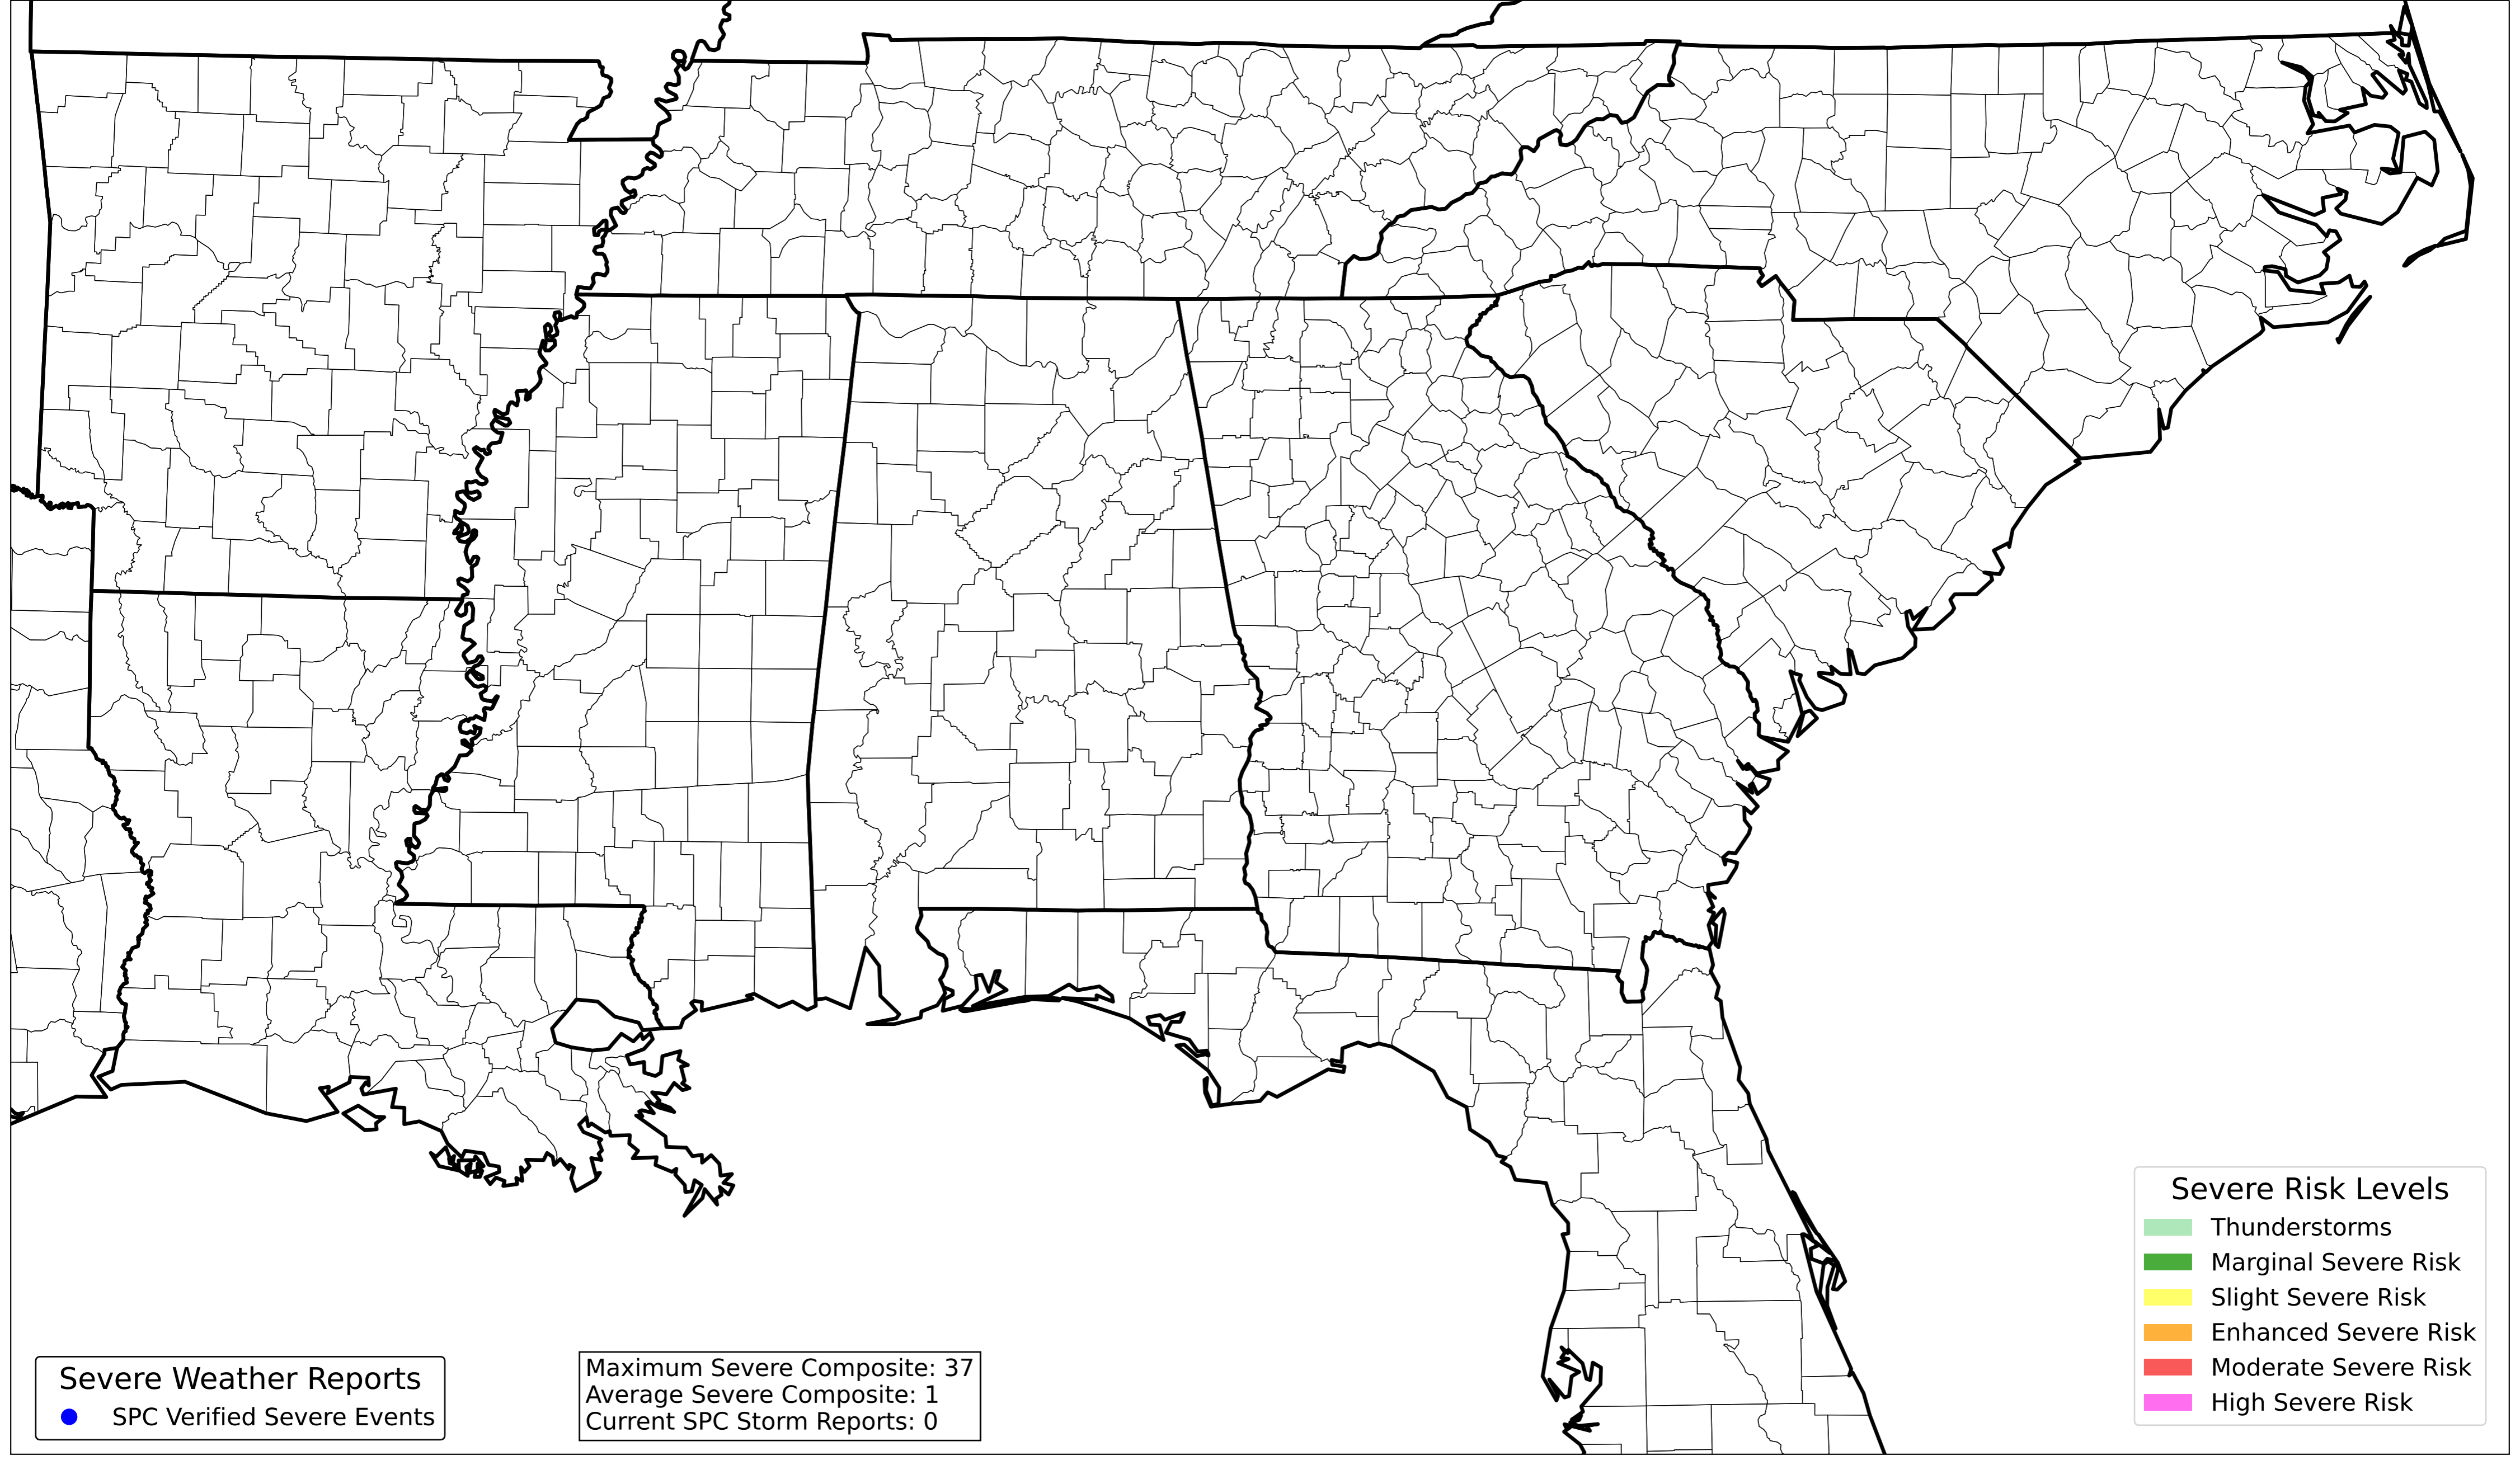 Severe Weather Reports
SPC Verified Severe Events
Maximum Severe Composite: 37
Average Severe Composite: 1
Current SPC Storm Reports: 0
Severe Risk Levels
Thunderstorms
Marginal Severe Risk
Slight Severe Risk
Enhanced Severe Risk
Moderate Severe Risk
High Severe Risk